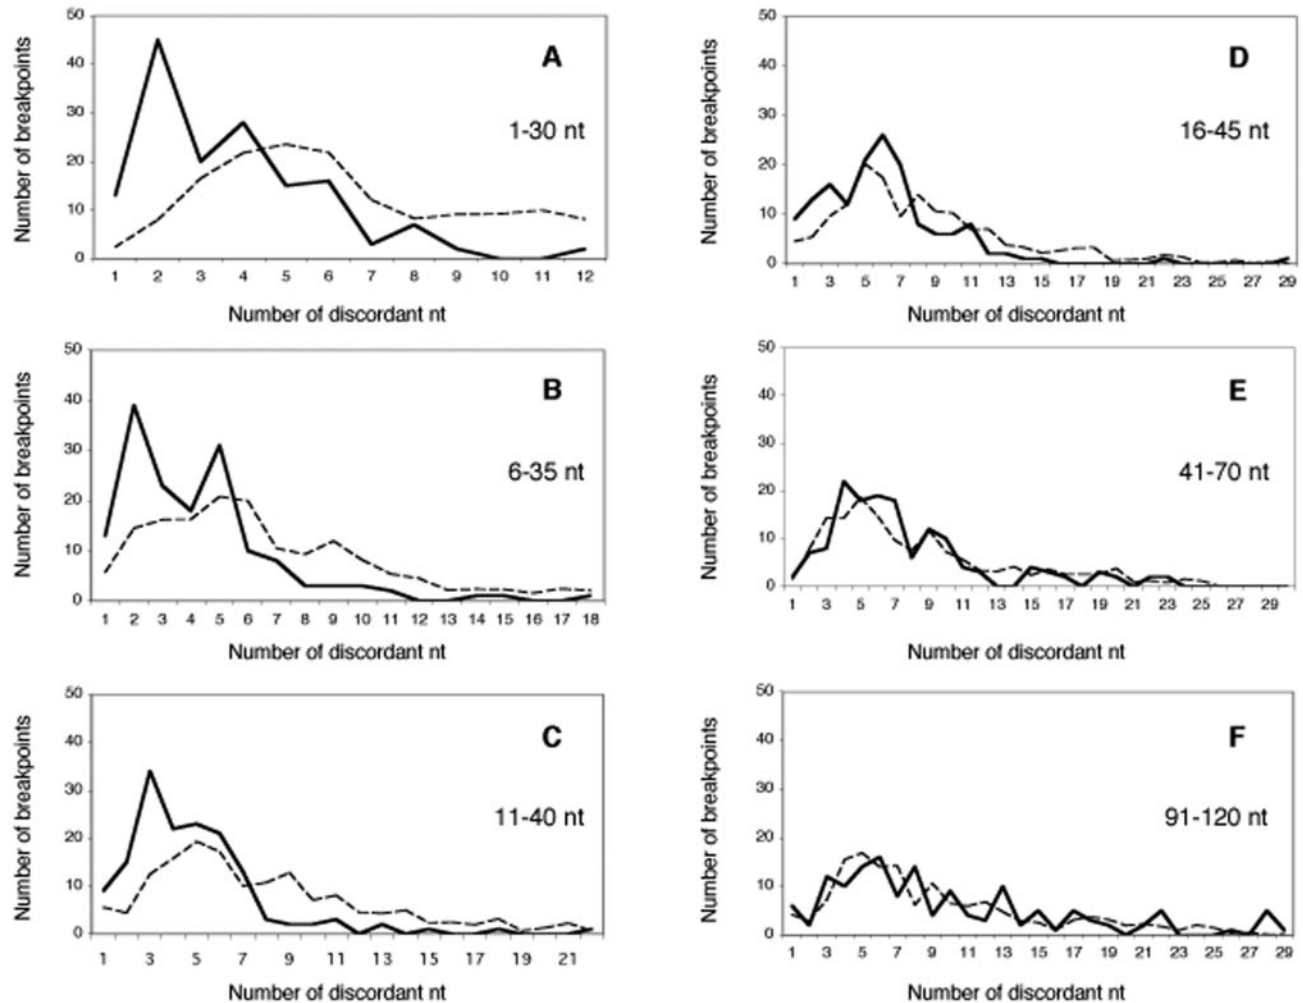 50
40
30
20
10
0
Number of breakpoints
A
1-30 nt
1 2 3 4 5 6 7 8 9 10 11 12
Number of discordant nt
50
40
30
20
10
0
Number of breakpoints
B
6-35 nt
1 2 3 4 5 6 7 8 9 10 11 12 13 14 15 16 17 18
Number of discordant nt
50
40
30
20
10
0
Number of breakpoints
C
11-40 nt
1 3 5 7 9 11 13 15 17 19 21
Number of discordant nt
50
40
30
20
10
0
Number of breakpoints
D
16-45 nt
1 3 5 7 9 11 13 15 17 19 21 23 25 27 29
Number of discordant nt
50
40
30
20
10
0
Number of breakpoints
E
41-70 nt
1 3 5 7 9 11 13 15 17 19 21 23 25 27 29
Number of discordant nt
50
40
30
20
10
0
Number of breakpoints
F
91-120 nt
1 3 5 7 9 11 13 15 17 19 21 23 25 27 29
Number of discordant nt